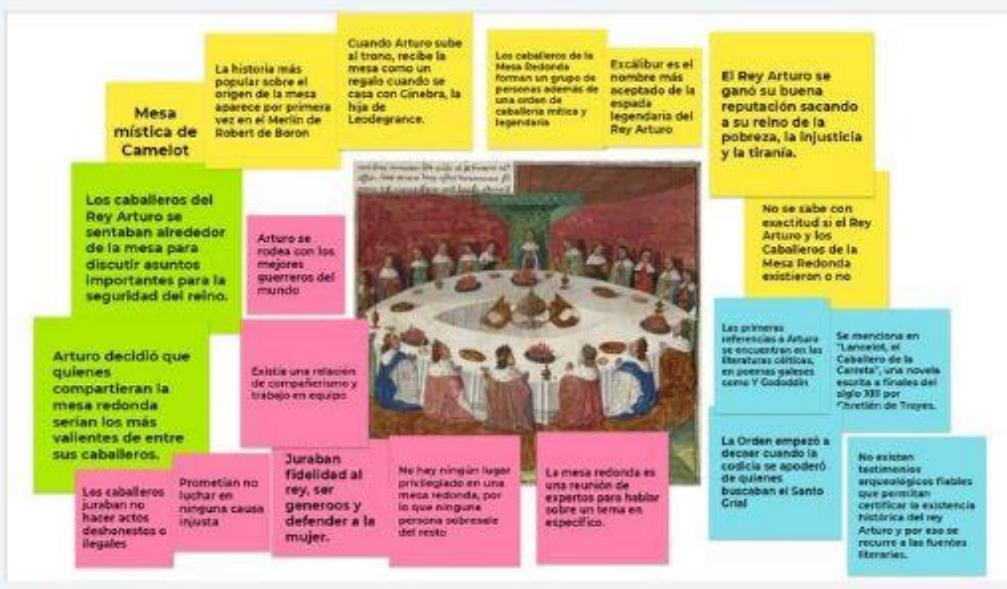 Mesa
mística de
Camelot
La historia más
popular sobre el
origen de la mesa
aparece por primera
vez en el Merlín de
Robert de Boron
Cuando Arturo sube
al trono, recibe la
mesa como un
regalo cuando se
casa con Ginebra, la
hija de
Leodegrance.
Los caballeros de la
Mesa Redonda
forman un grupo de
personas además de
una orden de
caballería mítica y
legendaria
Excálibur es el
nombre más
aceptado de la
espada
legendaria del
Rey Arturo
El Rey Arturo se
ganó su buena
reputación sacando
a su reino de la
pobreza, la injusticia
y la tiranía.
Los caballeros del
Rey Arturo se
sentaban alrededor
de la mesa para
discutir asuntos
importantes para la
seguridad del reino.
Arturo se
rodea con los
mejores
guerreros del
mundo
No se sabe con
exactitud si el Rey
Arturo y los
Caballeros de la
Mesa Redonda
existieron o no
Arturo decidió que
quienes
compartieran la
mesa redonda
serían los más
valientes de entre
sus caballeros.
Existía una relación
de compañerismo y
trabajo en equipo
Las primeras
referencias a Arturo
se encuentran en las
literaturas célticas,
en poemas galeses
como Y Gododdin
Se menciona en
"Lancelot, el
Caballero de la
Carreta", una novela
escrita a finales del
siglo XIII por
Chretién de Troyes.
Los caballeros
juraban no
hacer actos
deshonestos o
ilegales
Prometían no
luchar en
ninguna causa
injusta
Juraban
fidelidad al
rey, ser
generoos y
defender a la
mujer.
No hay ningún lugar
privilegiado en una
mesa redonda, por
lo que ninguna
persona sobresale
del resto
La mesa redonda es
una reunión de
expertos para hablar
sobre un tema en
específico.
La Orden empezó a
decaer cuando la
codicia se apoderó
de quienes
buscaban el Santo
Grial
No existen
testimonios
arqueológicos fiables
que permitan
certificar la existencia
histórica del rey
Arturo y por eso se
recurre a las fuentes
literarias.